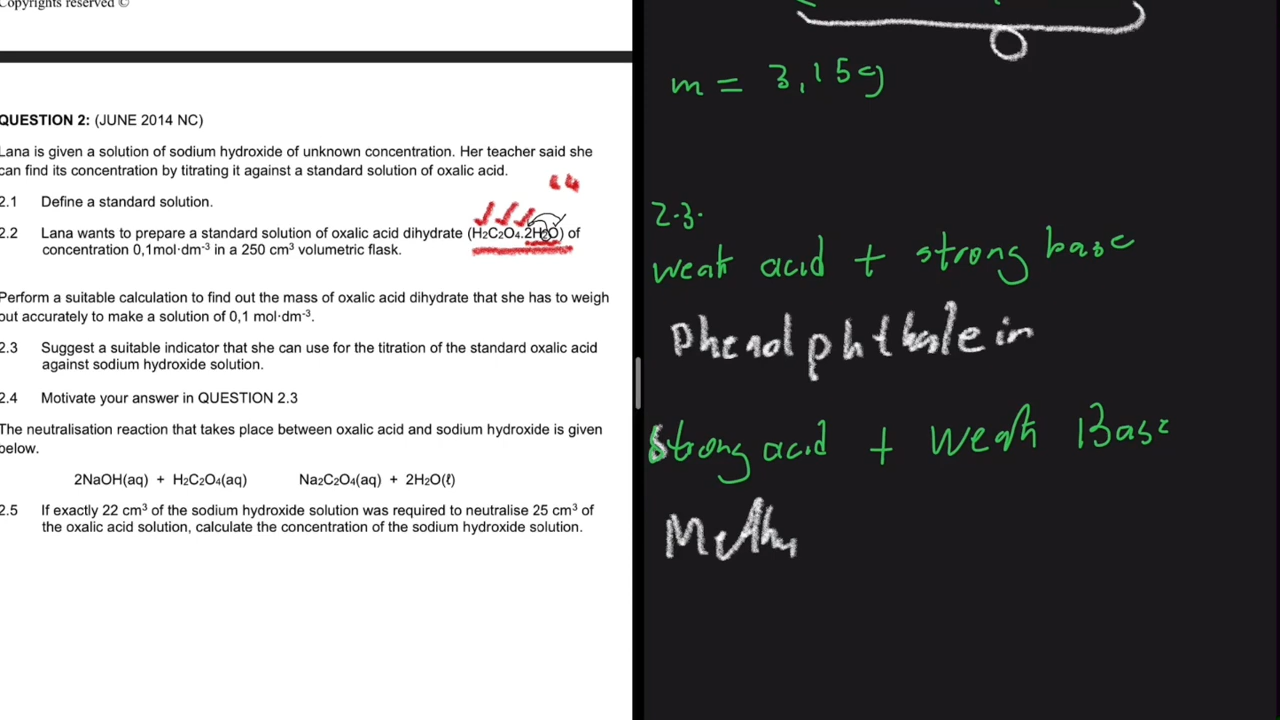 Copyrights reserved ©
QUESTION 2: (JUNE 2014 NC)
Lana is given a solution of sodium hydroxide of unknown concentration. Her teacher said she
can find its concentration by titrating it against a standard solution of oxalic acid.
2.1 Define a standard solution.
2.2 Lana wants to prepare a standard solution of oxalic acid dihydrate (H₂C₂O₄.2H₂O) of
concentration 0,1mol·dm⁻³ in a 250 cm³ volumetric flask.
Perform a suitable calculation to find out the mass of oxalic acid dihydrate that she has to weigh
out accurately to make a solution of 0,1 mol·dm⁻³.
2.3 Suggest a suitable indicator that she can use for the titration of the standard oxalic acid
against sodium hydroxide solution.
2.4 Motivate your answer in QUESTION 2.3
The neutralisation reaction that takes place between oxalic acid and sodium hydroxide is given
below.
2NaOH(aq) + H₂C₂O₄(aq) Na₂C₂O₄(aq) + 2H₂O(ℓ)
2.5 If exactly 22 cm³ of the sodium hydroxide solution was required to neutralise 25 cm³ of
the oxalic acid solution, calculate the concentration of the sodium hydroxide solution.
m = 3,15g
2.3.
weak acid + strong base
Phenolphthalein
Strong acid + Weak Base